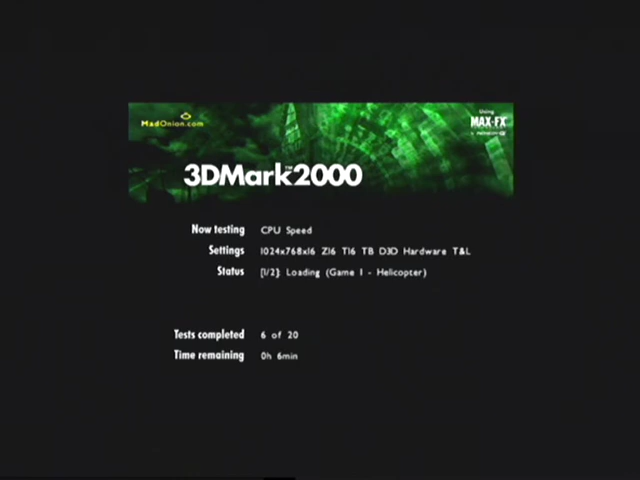 MadOnion.com
Using
MAX-FX
3DMark™2000
Now testing CPU Speed
Settings 1024x768x16 Z16 T16 TB D3D Hardware T&L
Status [1/2]: Loading (Game 1 - Helicopter)
Tests completed 6 of 20
Time remaining 0h 6min